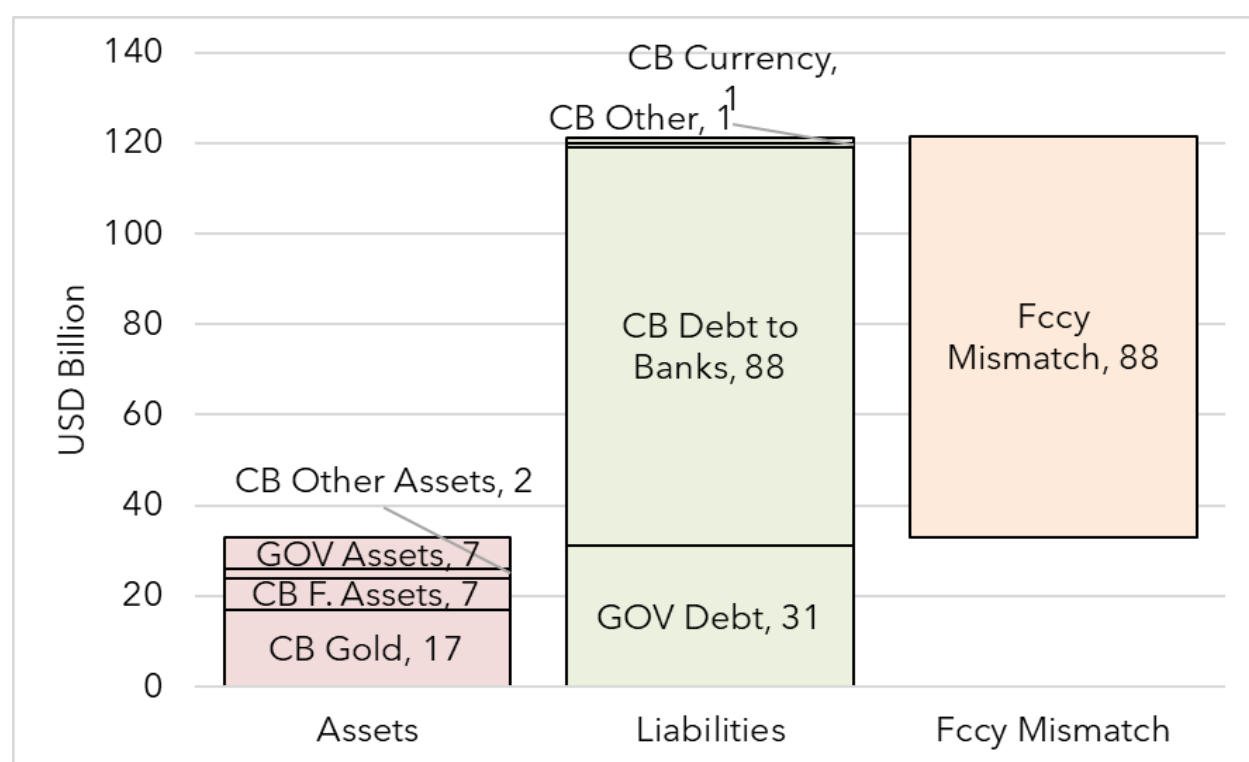 140
120
100
80
60
40
20
0
USD Billion
CB Currency,
1
CB Other, 1
CB Debt to
Banks, 88
GOV Debt, 31
Fccy
Mismatch, 88
CB Other Assets, 2
GOV Assets, 7
CB F. Assets, 7
CB Gold, 17
Assets
Liabilities
Fccy Mismatch